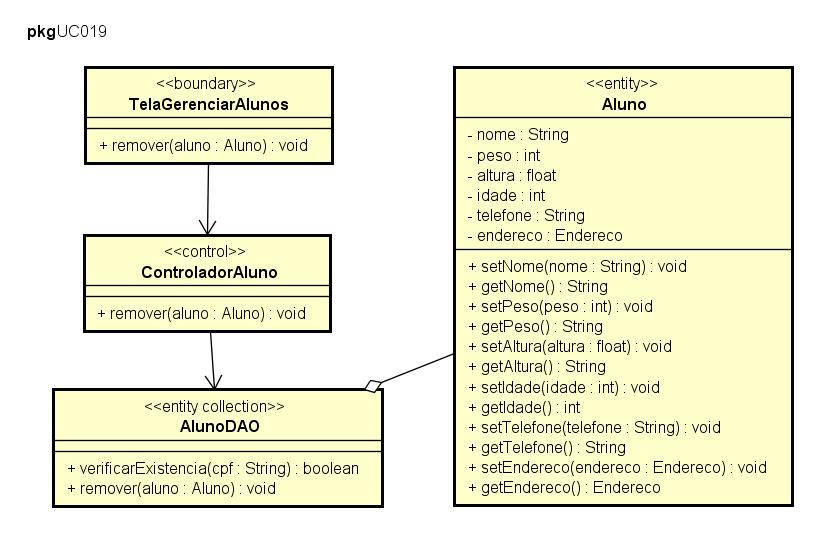 pkgUC019
<<boundary>>
TelaGerenciarAlunos
+ remover(aluno : Aluno) : void
<<control>>
ControladorAluno
+ remover(aluno : Aluno) : void
<<entity collection>>
AlunoDAO
+ verificarExistencia(cpf : String) : boolean
+ remover(aluno : Aluno) : void
<<entity>>
Aluno
- nome : String
- peso : int
- altura : float
- idade : int
- telefone : String
- endereco : Endereco
+ setNome(nome : String) : void
+ getNome() : String
+ setPeso(peso : int) : void
+ getPeso() : String
+ setAltura(altura : float) : void
+ getAltura() : String
+ setIdade(idade : int) : void
+ getIdade() : int
+ setTelefone(telefone : String) : void
+ getTelefone() : String
+ setEndereco(endereco : Endereco) : void
+ getEndereco() : Endereco